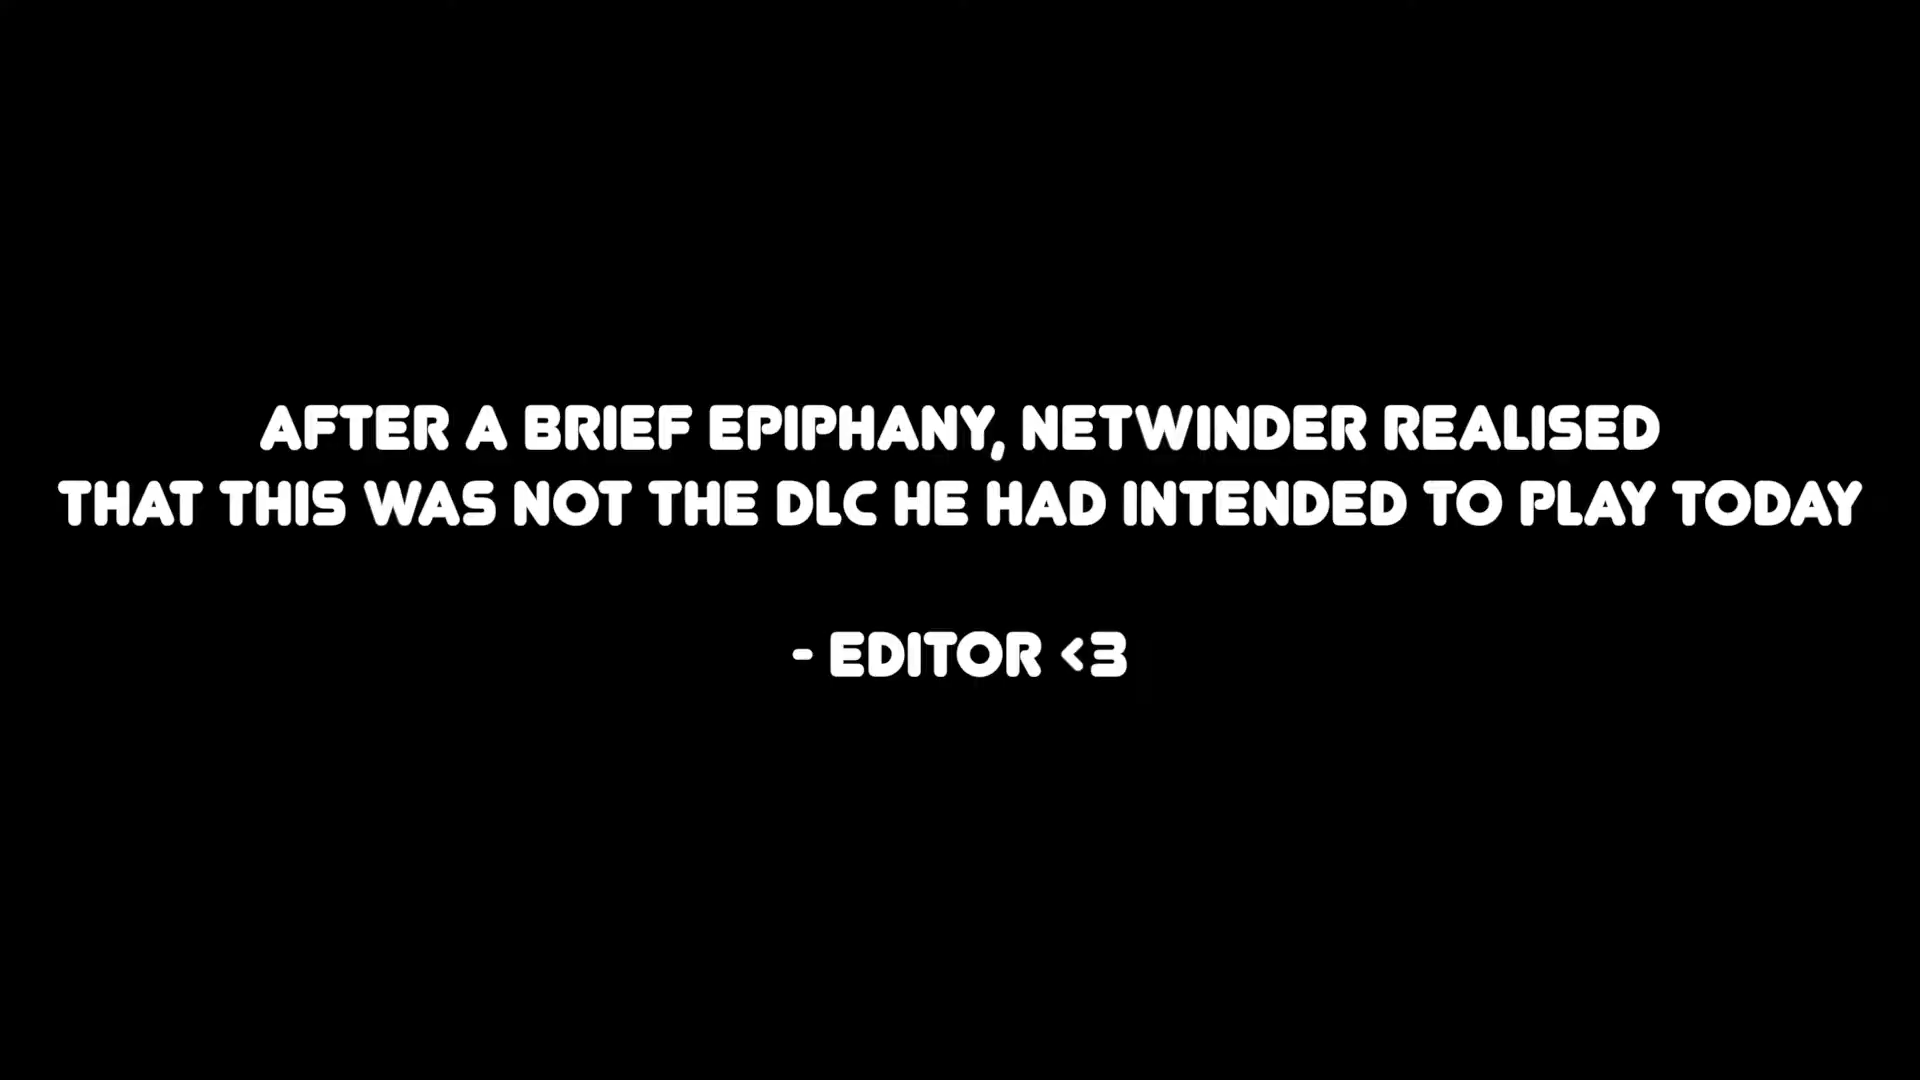 AFTER A BRIEF EPIPHANY, NETWINDER REALISED
THAT THIS WAS NOT THE DLC HE HAD INTENDED TO PLAY TODAY
- EDITOR <3